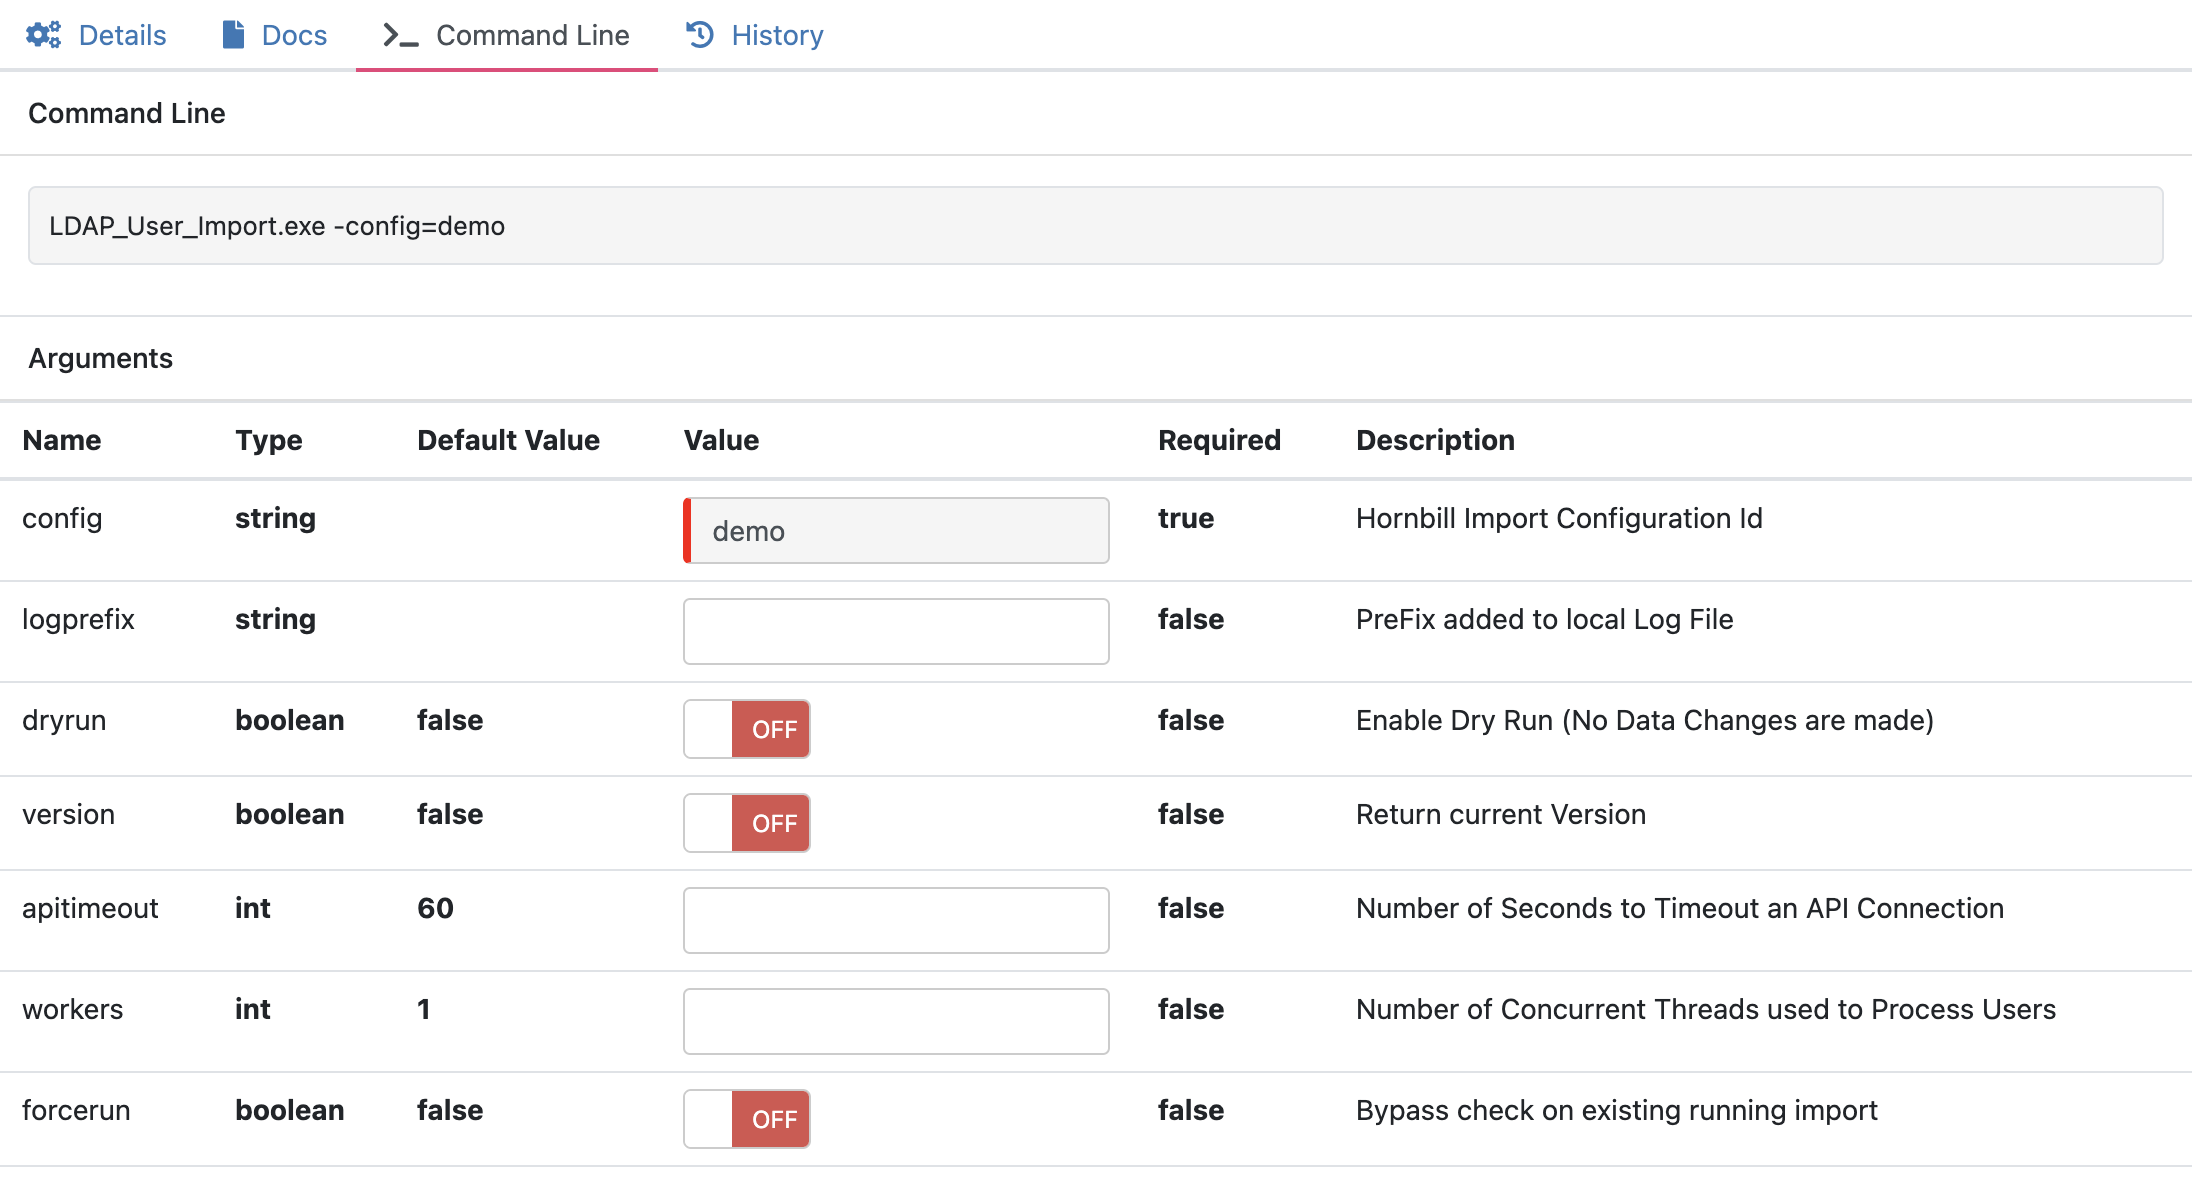 Details Docs Command Line History
Command Line
LDAP_User_Import.exe -config=demo
Arguments
Name Type Default Value Value Required Description
config string demo true Hornbill Import Configuration Id
logprefix string false PreFix added to local Log File
dryrun boolean false OFF false Enable Dry Run (No Data Changes are made)
version boolean false OFF false Return current Version
apitimeout int 60 false Number of Seconds to Timeout an API Connection
workers int 1 false Number of Concurrent Threads used to Process Users
forcerun boolean false OFF false Bypass check on existing running import